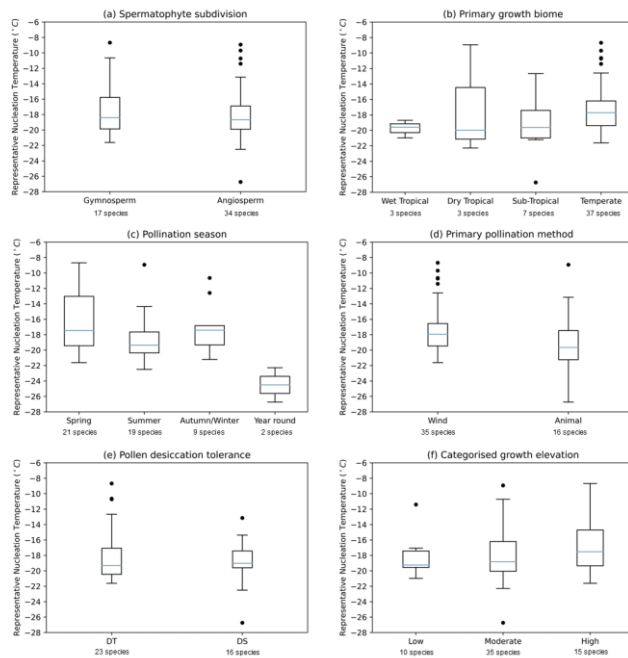 (a) Spermatophyte subdivision
Representative Nucleation Temperature (°C)
−6
−8
−10
−12
−14
−16
−18
−20
−22
−24
−26
−28
Gymnosperm
Angiosperm
17 species
34 species
(b) Primary growth biome
Representative Nucleation Temperature (°C)
−6
−8
−10
−12
−14
−16
−18
−20
−22
−24
−26
−28
Wet Tropical
Dry Tropical
Sub-Tropical
Temperate
3 species
3 species
7 species
37 species
(c) Pollination season
Representative Nucleation Temperature (°C)
−6
−8
−10
−12
−14
−16
−18
−20
−22
−24
−26
−28
Spring
Summer
Autumn/Winter
Year round
21 species
19 species
9 species
2 species
(d) Primary pollination method
Representative Nucleation Temperature (°C)
−6
−8
−10
−12
−14
−16
−18
−20
−22
−24
−26
−28
Wind
Animal
35 species
16 species
(e) Pollen desiccation tolerance
Representative Nucleation Temperature (°C)
−6
−8
−10
−12
−14
−16
−18
−20
−22
−24
−26
−28
DT
DS
23 species
16 species
(f) Categorised growth elevation
Representative Nucleation Temperature (°C)
−6
−8
−10
−12
−14
−16
−18
−20
−22
−24
−26
−28
Low
Moderate
High
10 species
35 species
15 species